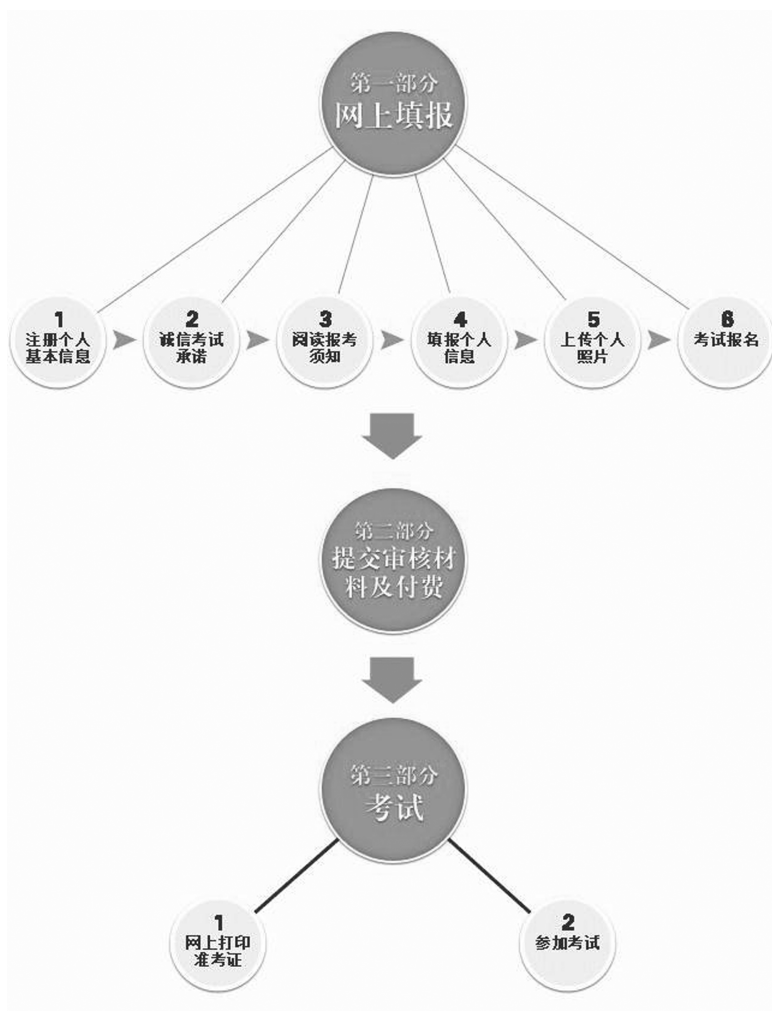 第一部分
网上填报
1
注册个人
基本信息
2
诚信考试
承诺
3
阅读报考
须知
4
填报个人
信息
5
上传个人
照片
6
考试报名
第二部分
提交审核材
料及付费
第三部分
考试
1
网上打印
准考证
2
参加考试